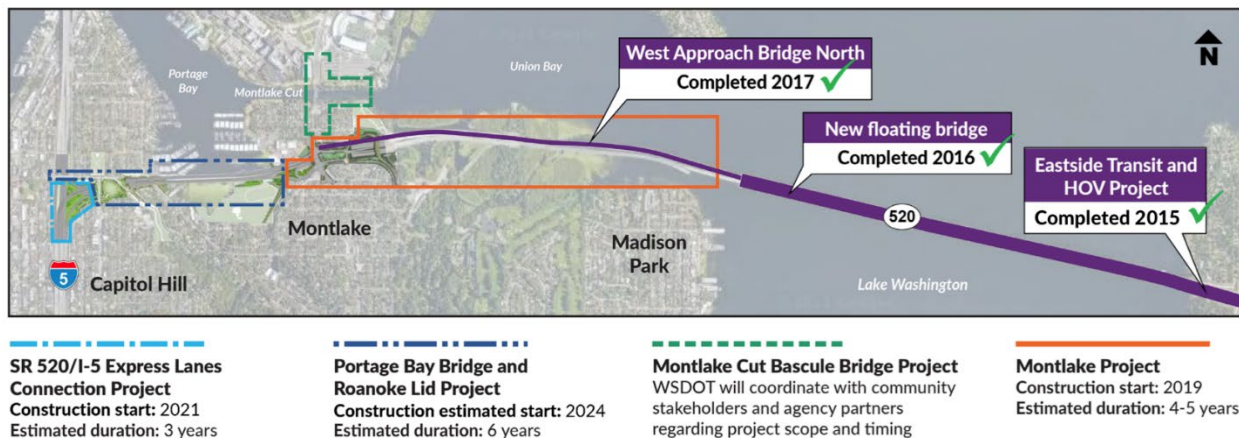 West Approach Bridge North
Completed 2017
N
Portage
Bay
Union Bay
Montlake Cut
New floating bridge
Completed 2016
Eastside Transit and
HOV Project
Completed 2015
520
Montlake
Madison
Park
5
Capitol Hill
Lake Washington
SR 520/I-5 Express Lanes
Connection Project
Construction start: 2021
Estimated duration: 3 years
Portage Bay Bridge and
Roanoke Lid Project
Construction estimated start: 2024
Estimated duration: 6 years
Montlake Cut Bascule Bridge Project
WSDOT will coordinate with community
stakeholders and agency partners
regarding project scope and timing
Montlake Project
Construction start: 2019
Estimated duration: 4-5 years